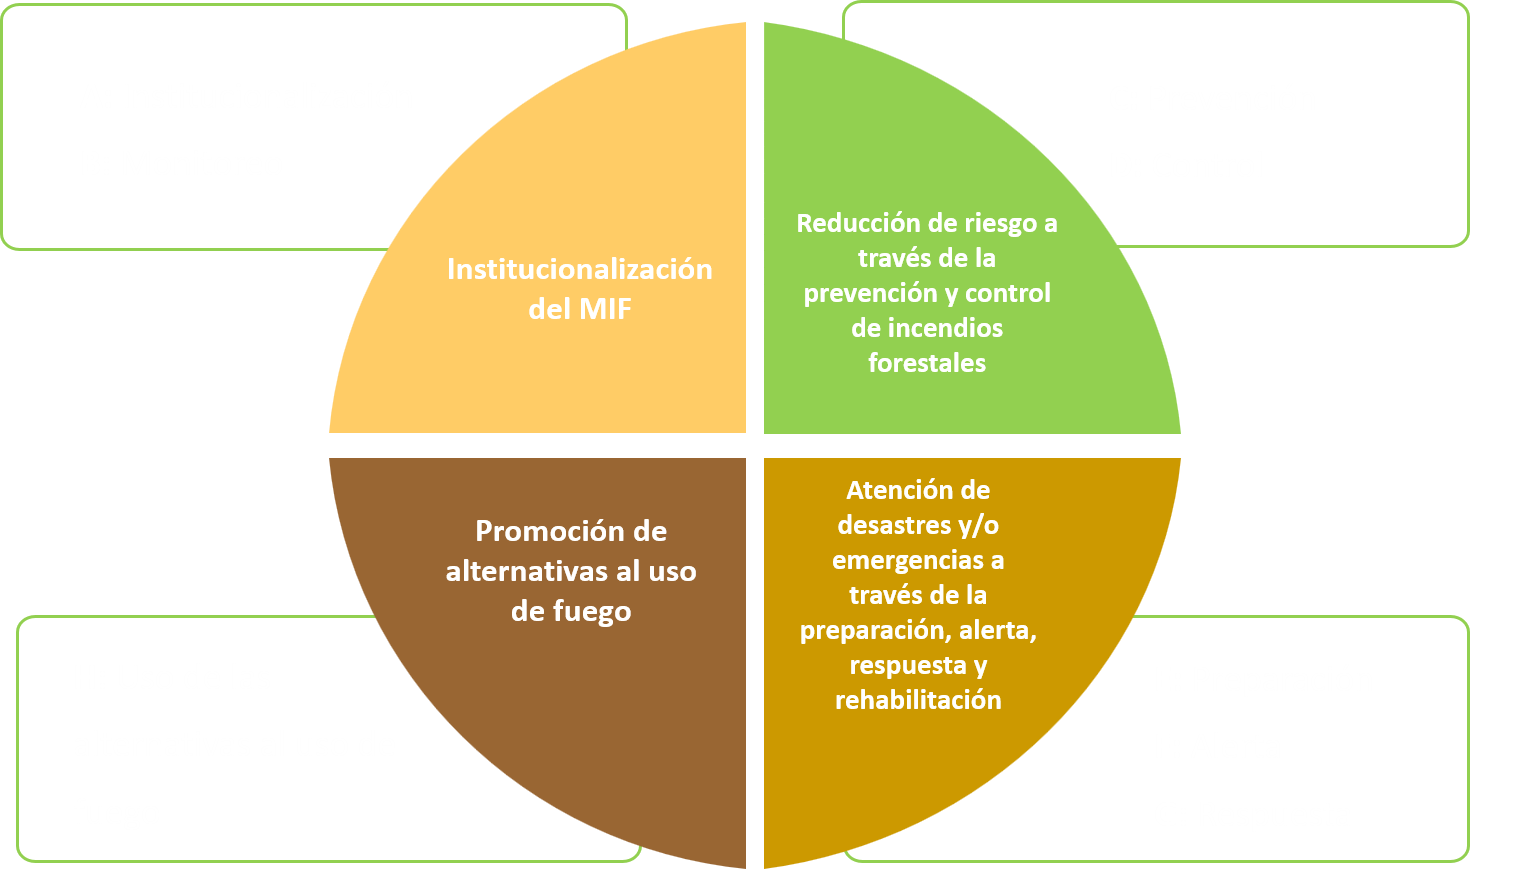 Institucionalización
del MIF
Reducción de riesgo a
través de la
prevención y control
de incendios
forestales
Promoción de
alternativas al uso
de fuego
Atención de
desastres y/o
emergencias a
través de la
preparación, alerta,
respuesta y
rehabilitación